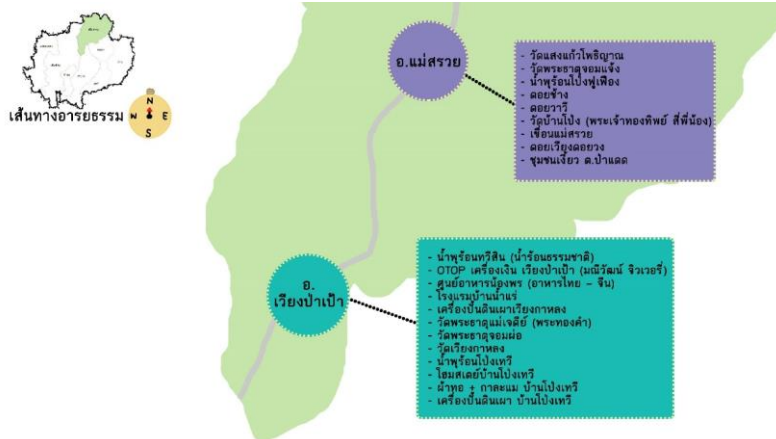 เส้นทางอารยธรรม
N
W E
S
อ.แม่สรวย
- วัดแสงแก้วโพธิญาณ
- วัดพระธาตุจอมแจ้ง
- น้ำพุร้อนโป่งฟูเฟือง
- ดอยช้าง
- ดอยวาวี
- วัดบ้านโป่ง (พระเจ้าทองทิพย์ สี่พี่น้อง)
- เขื่อนแม่สรวย
- ดอยเวียงดอยวง
- ชุมชนเงี้ยว ต.ป่าแดด
อ.
เวียงป่าเป้า
- น้ำพุร้อนทวีสิน (น้ำร้อนธรรมชาติ)
- OTOP เครื่องเงิน เวียงป่าเป้า (มณีวัฒน์ จิวเวอรี่)
- ศูนย์อาหารน้องพร (อาหารไทย - จีน)
- โรงแรมบ้านน้ำแร่
- เครื่องปั้นดินเผาเวียงกาหลง
- วัดพระธาตุแม่เจดีย์ (พระทองคำ)
- วัดพระธาตุจอมผ่อ
- วัดเวียงกาหลง
- น้ำพุร้อนโป่งเทวี
- โฮมสเตย์บ้านโป่งเทวี
- ผ้าทอ + กาละแม บ้านโป่งเทวี
- เครื่องปั้นดินเผา บ้านโป่งเทวี